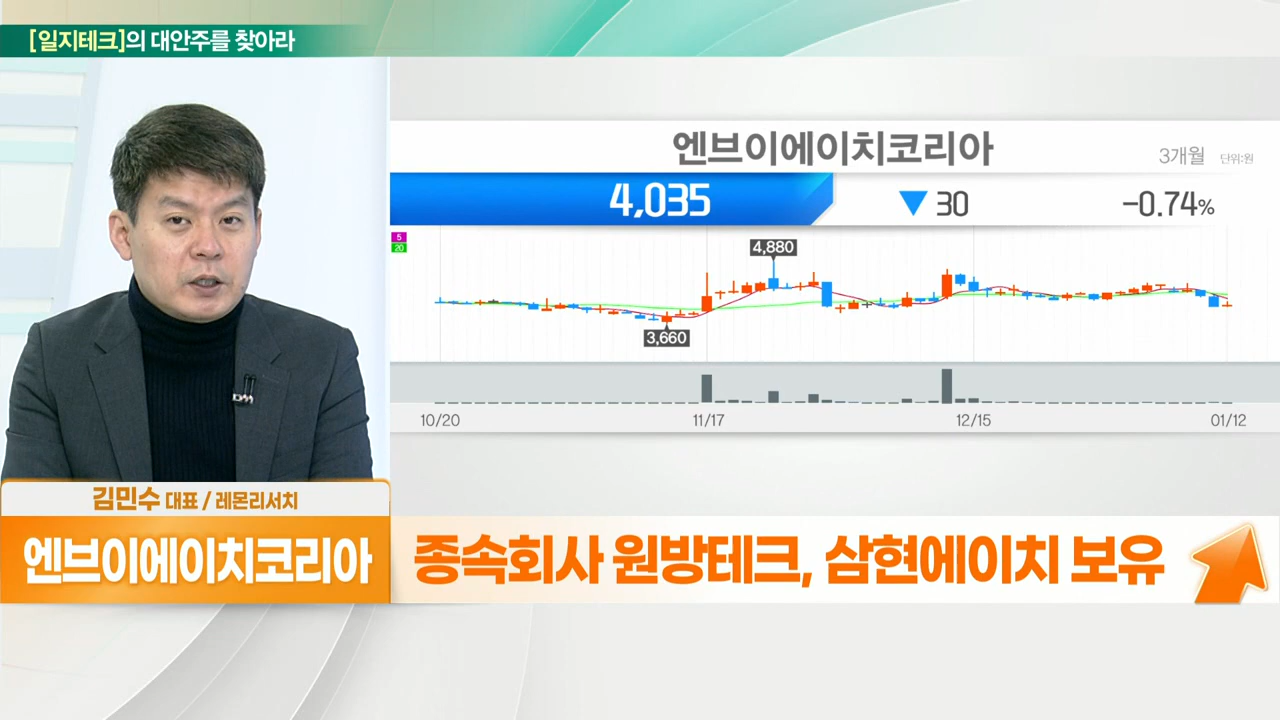 [일지테크]의 대안주를 찾아라
엔브이에이치코리아
3개월 단위:원
4,035 ▼ 30 -0.74%
5
20
4,880
3,660
10/20 11/17 12/15 01/12
김민수 대표 / 레몬리서치
엔브이에이치코리아
종속회사 원방테크, 삼현에이치 보유